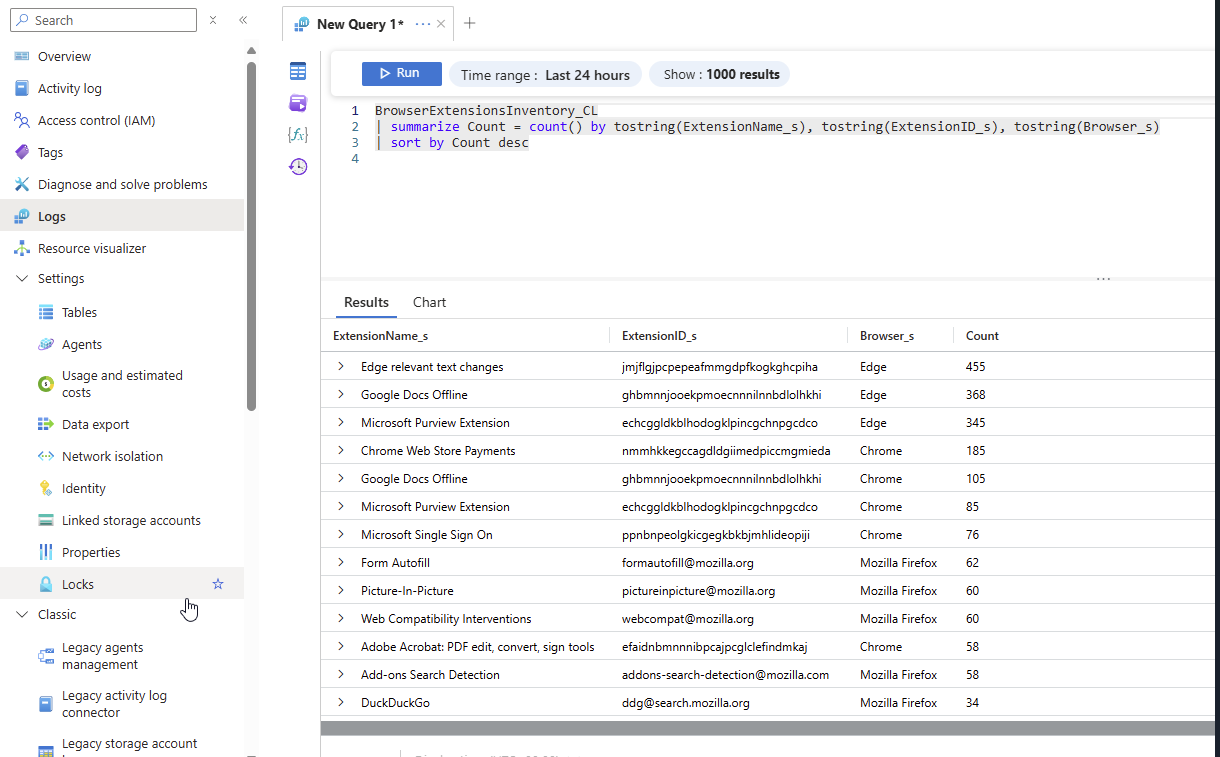 Search
Overview
Activity log
Access control (IAM)
Tags
Diagnose and solve problems
Logs
Resource visualizer
Settings
Tables
Agents
Usage and estimated
costs
Data export
Network isolation
Identity
Linked storage accounts
Properties
Locks
Classic
Legacy agents
management
Legacy activity log
connector
Legacy storage account
New Query 1*
Run
Time range : Last 24 hours
Show : 1000 results
1 BrowserExtensionsInventory_CL
2 | summarize Count = count() by tostring(ExtensionName_s), tostring(ExtensionID_s), tostring(Browser_s)
3 | sort by Count desc
4
Results Chart
ExtensionName_s ExtensionID_s Browser_s Count
Edge relevant text changes jmjflgjpcpepeafmmgdpfkogkghcpiha Edge 455
Google Docs Offline ghbmnnjooekpmoecnnnilnnbdlolhkhi Edge 368
Microsoft Purview Extension echcggldkblhodogklpincgchnpgcdco Edge 345
Chrome Web Store Payments nmmhkkegccagdldgiimedpiccmgmieda Chrome 185
Google Docs Offline ghbmnnjooekpmoecnnnilnnbdlolhkhi Chrome 105
Microsoft Purview Extension echcggldkblhodogklpincgchnpgcdco Chrome 85
Microsoft Single Sign On ppnbnpeolgkicgegkbkbjmhlideopiji Chrome 76
Form Autofill formautofill@mozilla.org Mozilla Firefox 62
Picture-In-Picture pictureinpicture@mozilla.org Mozilla Firefox 60
Web Compatibility Interventions webcompat@mozilla.org Mozilla Firefox 60
Adobe Acrobat: PDF edit, convert, sign tools efaidnbmnnnibpcajpcglclefindmkaj Chrome 58
Add-ons Search Detection addons-search-detection@mozilla.com Mozilla Firefox 58
DuckDuckGo ddg@search.mozilla.org Mozilla Firefox 34